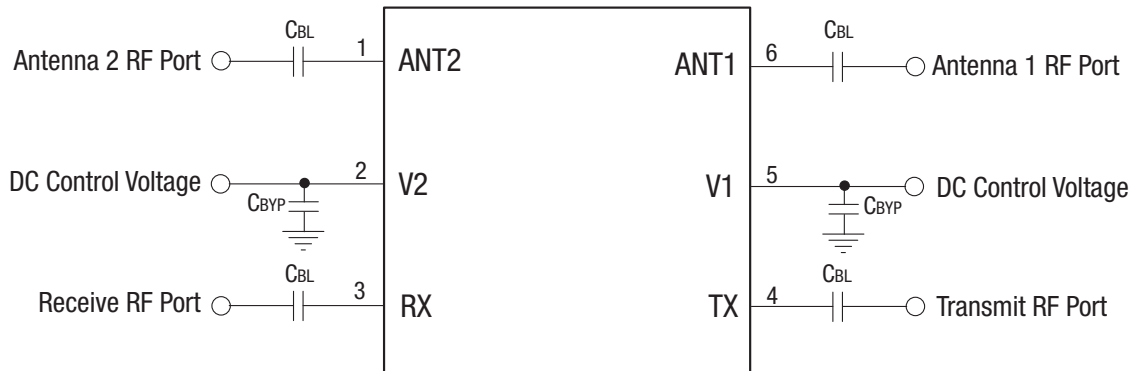 Antenna 2 RF Port
CBL
1
ANT2
ANT1
6
CBL
Antenna 1 RF Port
DC Control Voltage
2
V2
CBYP
V1
5
DC Control Voltage
CBYP
Receive RF Port
CBL
3
RX
TX
4
CBL
Transmit RF Port